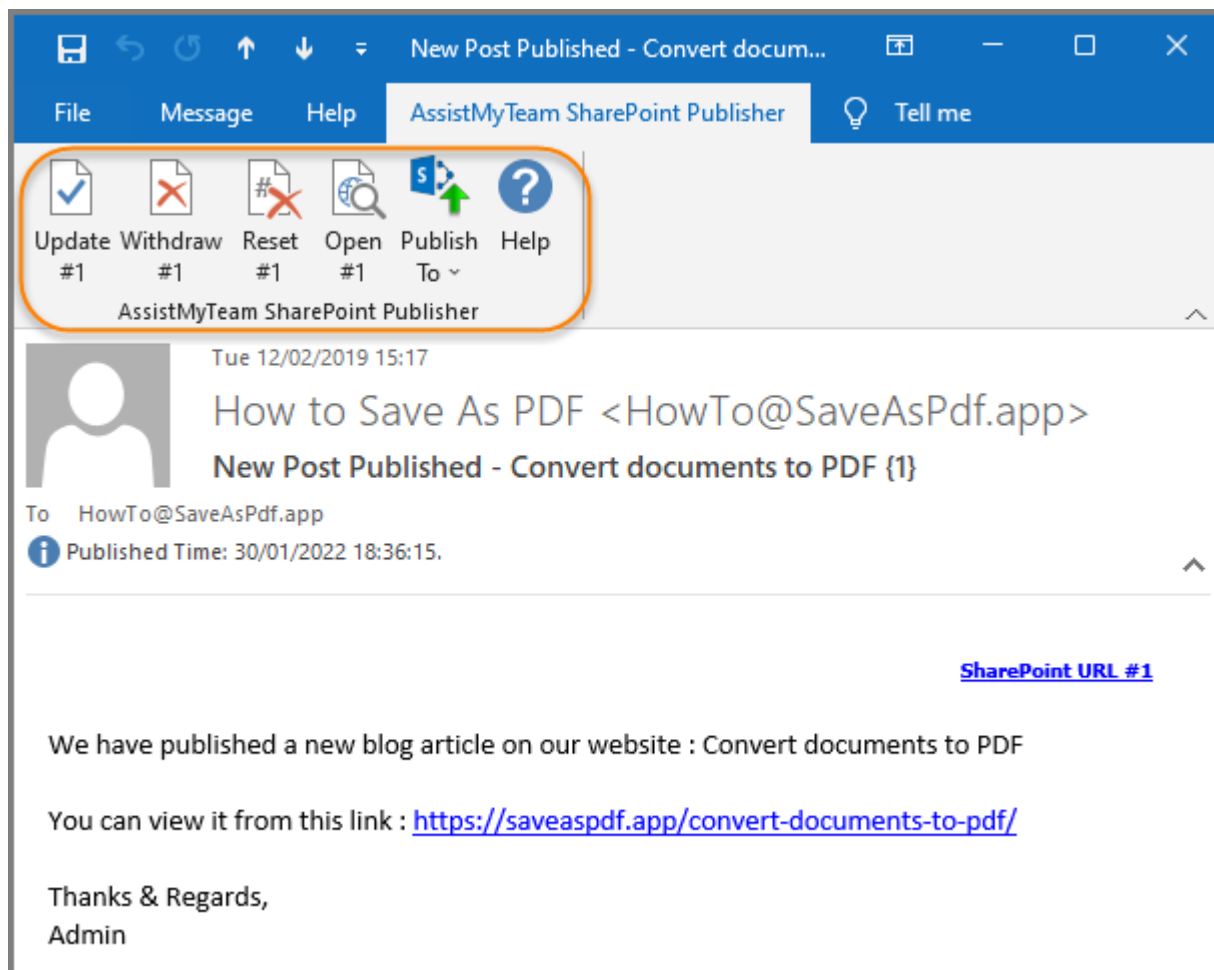 New Post Published - Convert docum...
File Message Help AssistMyTeam SharePoint Publisher Tell me
Update #1 Withdraw #1 Reset #1 Open #1 Publish To Help
AssistMyTeam SharePoint Publisher
Tue 12/02/2019 15:17
How to Save As PDF <HowTo@SaveAsPdf.app>
New Post Published - Convert documents to PDF {1}
To HowTo@SaveAsPdf.app
Published Time: 30/01/2022 18:36:15.
SharePoint URL #1
We have published a new blog article on our website : Convert documents to PDF
You can view it from this link : https://saveaspdf.app/convert-documents-to-pdf/
Thanks & Regards,
Admin